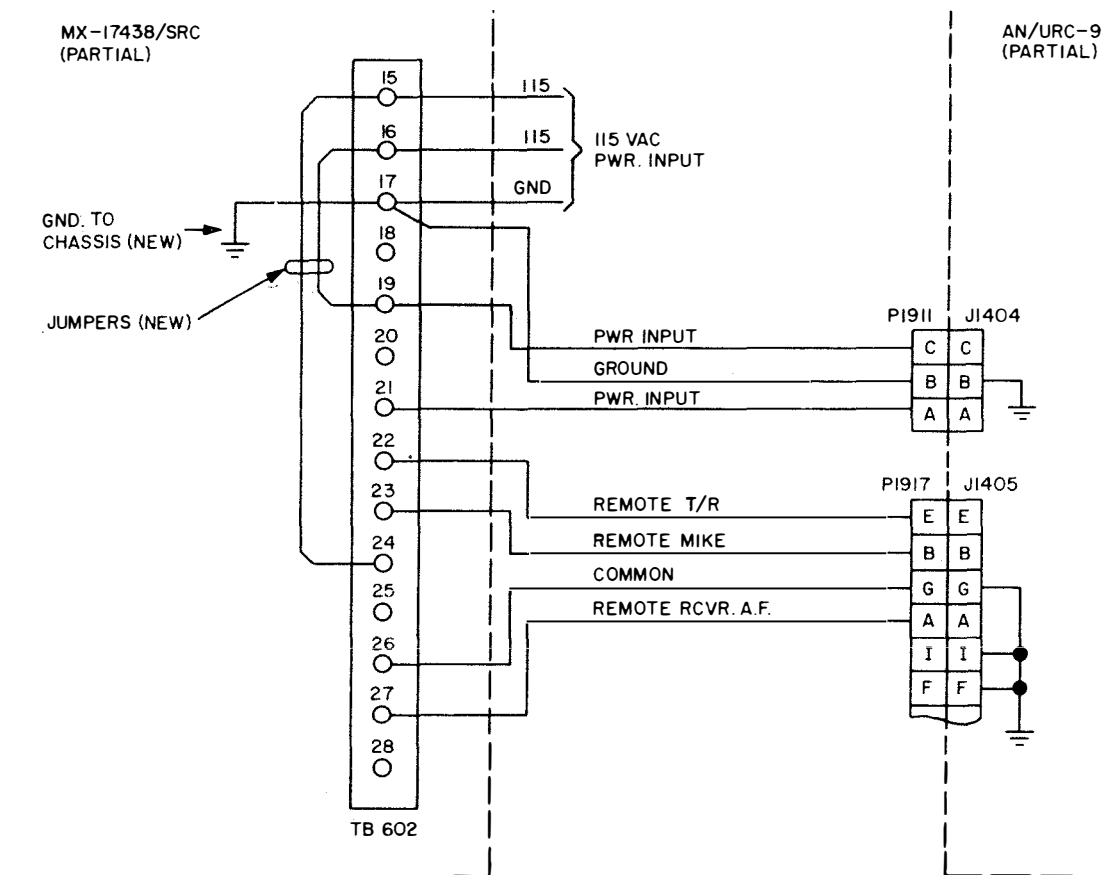 MX-17438/SRC
(PARTIAL)
AN/URC-9
(PARTIAL)
15
115
16
115
115 VAC
PWR. INPUT
17
GND
GND. TO
CHASSIS (NEW)
18
19
JUMPERS (NEW)
20
21
22
23
24
25
26
27
28
TB 602
PWR INPUT
GROUND
PWR. INPUT
P1911 J1404
C C
B B
A A
REMOTE T/R
REMOTE MIKE
COMMON
REMOTE RCVR. A.F.
P1917 J1405
E E
B B
G G
A A
I I
F F